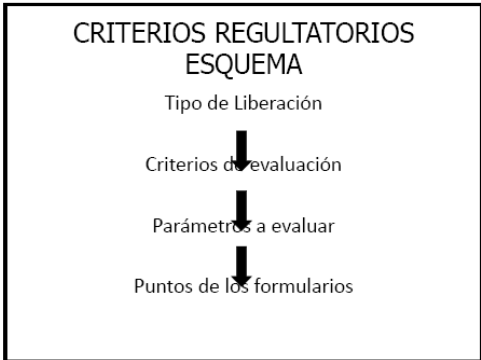 CRITERIOS REGULTATORIOS
ESQUEMA
Tipo de Liberación
Criterios de evaluación
Parámetros a evaluar
Puntos de los formularios